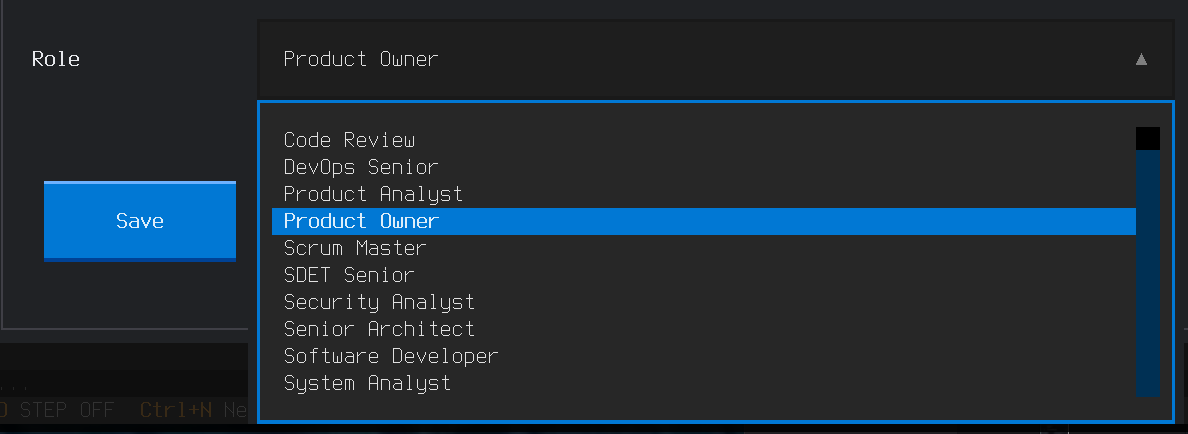 Role
Product Owner ▲
Code Review
DevOps Senior
Product Analyst
Product Owner
Save
Scrum Master
SDET Senior
Security Analyst
Senior Architect
Software Developer
System Analyst
...
STEP OFF Ctrl+N Ne